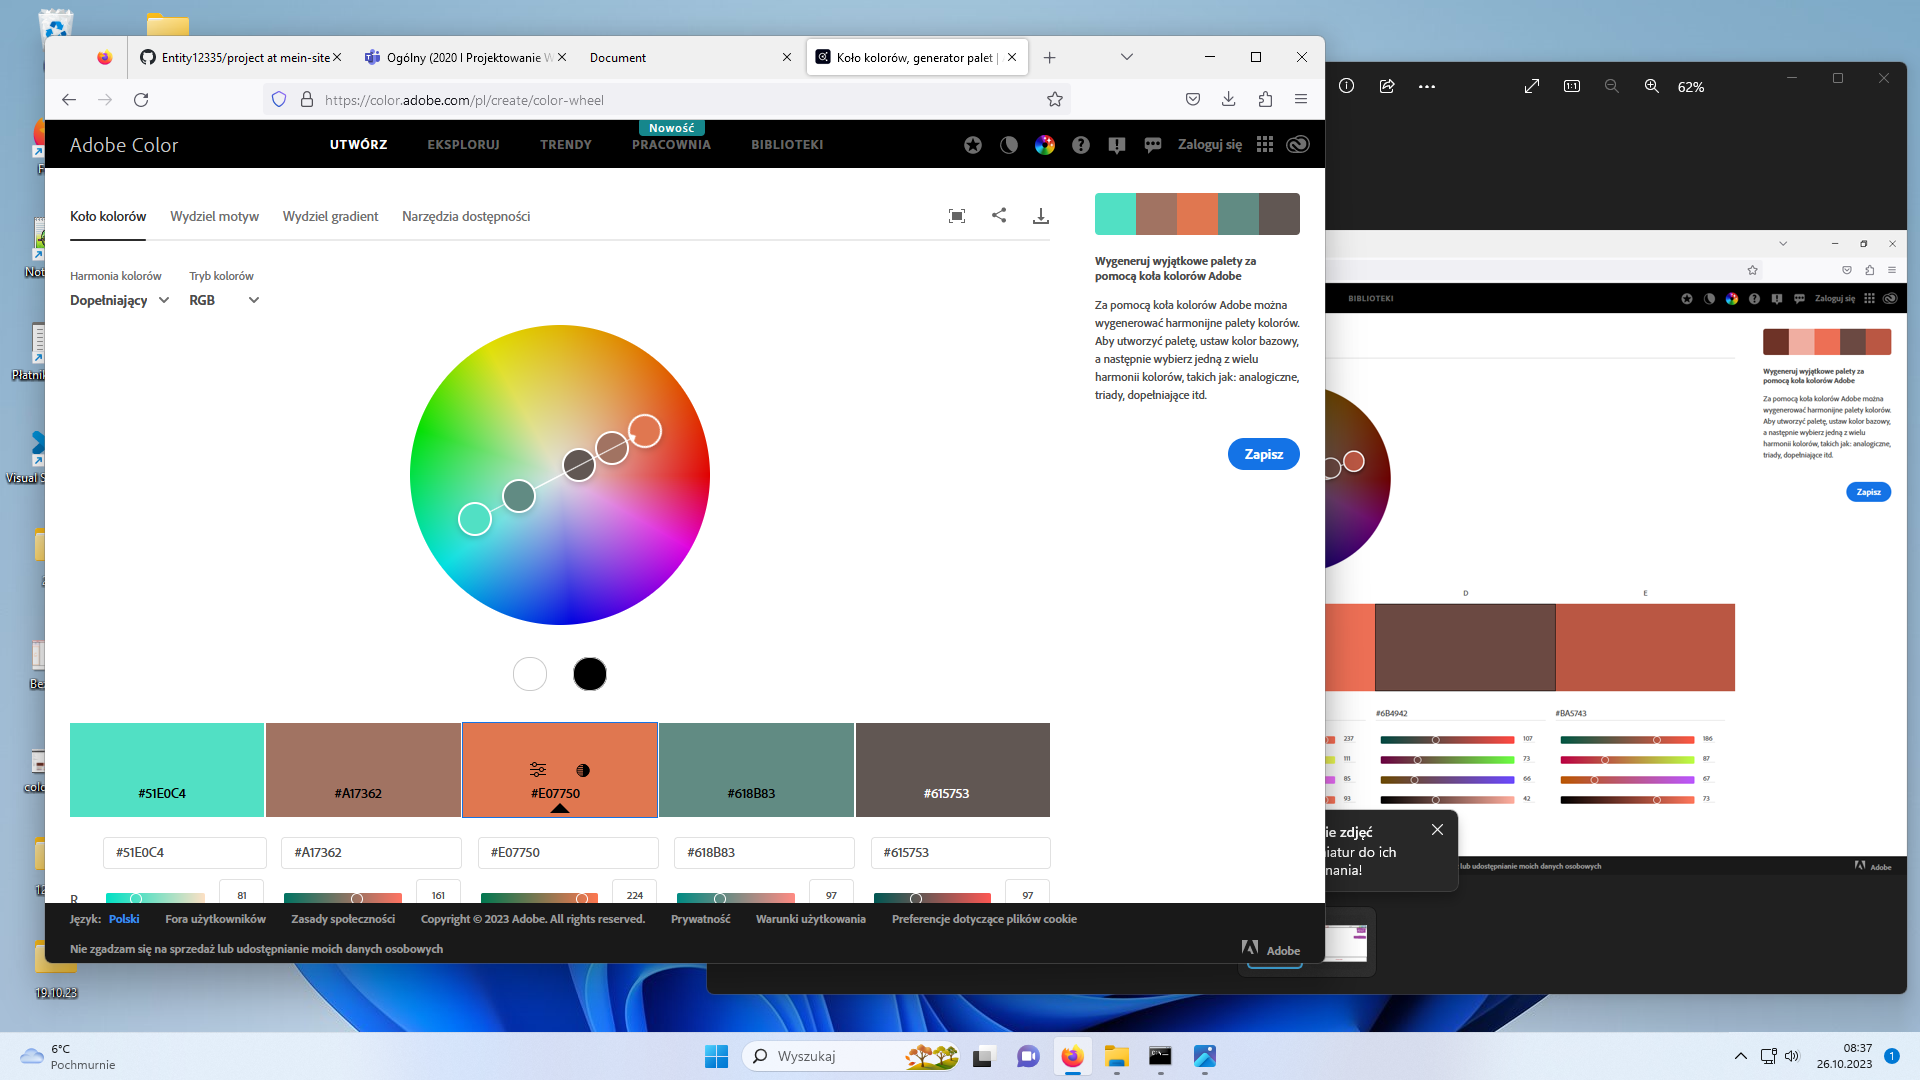 Entity12335/project at mein-site
Ogólny (2020 I Projektowanie W
Document
Koło kolorów, generator palet |
https://color.adobe.com/pl/create/color-wheel
62%
Adobe Color
UTWÓRZ
EKSPLORUJ
TRENDY
Nowość
PRACOWNIA
BIBLIOTEKI
Zaloguj się
Koło kolorów
Wydziel motyw
Wydziel gradient
Narzędzia dostępności
Harmonia kolorów
Tryb kolorów
Dopełniający
RGB
Wygeneruj wyjątkowe palety za
pomocą koła kolorów Adobe
Za pomocą koła kolorów Adobe można
wygenerować harmonijne palety kolorów.
Aby utworzyć paletę, ustaw kolor bazowy,
a następnie wybierz jedną z wielu
harmonii kolorów, takich jak: analogiczne,
triady, dopełniające itd.
Zapisz
#51E0C4
#A17362
#E07750
#618B83
#615753
#51E0C4
#A17362
#E07750
#618B83
#615753
R
81
161
224
97
97
Język: Polski
Fora użytkowników
Zasady społeczności
Copyright © 2023 Adobe. All rights reserved.
Prywatność
Warunki użytkowania
Preferencje dotyczące plików cookie
Nie zgadzam się na sprzedaż lub udostępnianie moich danych osobowych
Adobe
BIBLIOTEKI
Zaloguj się
Wygeneruj wyjątkowe palety za
pomocą koła kolorów Adobe
Za pomocą koła kolorów Adobe można
wygenerować harmonijne palety kolorów.
Aby utworzyć paletę, ustaw kolor bazowy,
a następnie wybierz jedną z wielu
harmonii kolorów, takich jak: analogiczne,
triady, dopełniające itd.
Zapisz
D
E
#6B4942
#BA5743
237
107
186
111
73
87
85
66
67
93
42
73
ie zdjęć
iatur do ich
nania!
lub udostępnianie moich danych osobowych
Adobe
Not
Płatnik
Visual S
Be
colo
12
19.10.23
6°C
Pochmurnie
Wyszukaj
08:37
26.10.2023
1